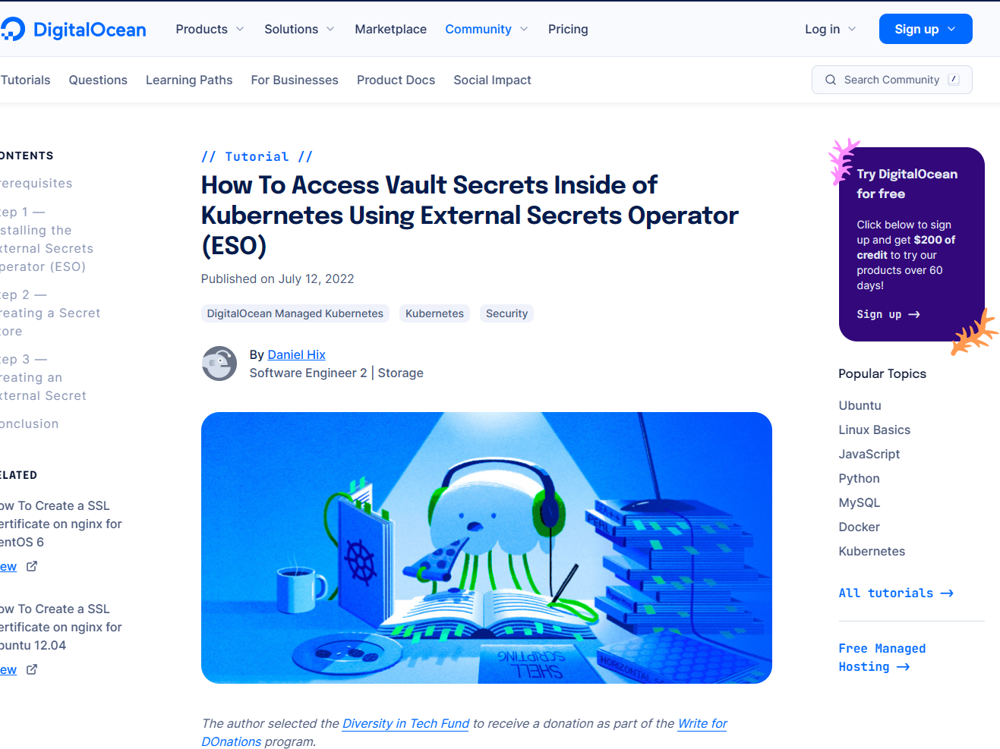 DigitalOcean
Products
Solutions
Marketplace
Community
Pricing
Log in
Sign up
Tutorials
Questions
Learning Paths
For Businesses
Product Docs
Social Impact
Search Community /
ONTENTS
rerequisites
tep 1 —
stalling the
xternal Secrets
perator (ESO)
tep 2 —
reating a Secret
tore
tep 3 —
reating an
xternal Secret
onclusion
ELATED
ow To Create a SSL
ertificate on nginx for
entOS 6
ew
ow To Create a SSL
ertificate on nginx for
buntu 12.04
ew
// Tutorial //
How To Access Vault Secrets Inside of
Kubernetes Using External Secrets Operator
(ESO)
Published on July 12, 2022
DigitalOcean Managed Kubernetes
Kubernetes
Security
By Daniel Hix
Software Engineer 2 | Storage
PERL
SHELL
SCRIPTING
The author selected the Diversity in Tech Fund to receive a donation as part of the Write for
DOnations program.
Try DigitalOcean
for free
Click below to sign
up and get $200 of
credit to try our
products over 60
days!
Sign up →
Popular Topics
Ubuntu
Linux Basics
JavaScript
Python
MySQL
Docker
Kubernetes
All tutorials →
Free Managed
Hosting →